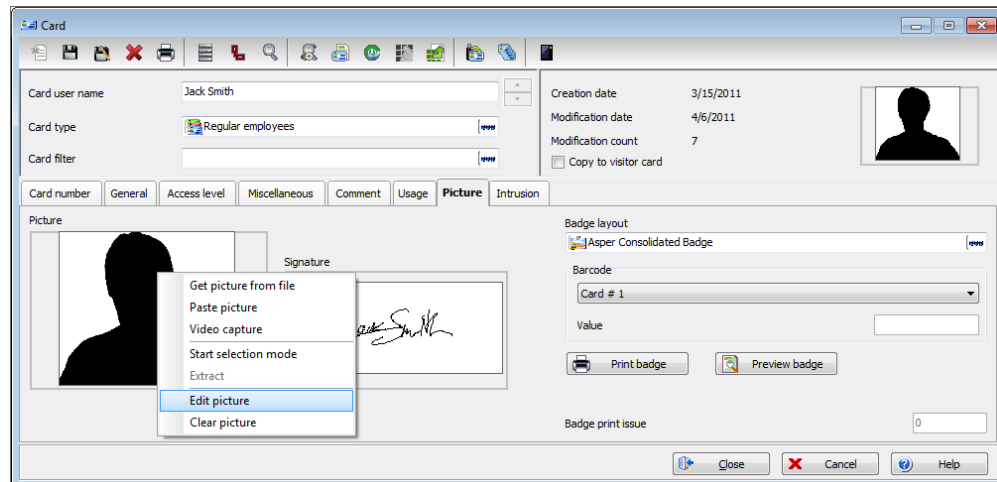 Card
Card user name Jack Smith
Card type Regular employees
Card filter
Creation date 3/15/2011
Modification date 4/6/2011
Modification count 7
Copy to visitor card
Card number General Access level Miscellaneous Comment Usage Picture Intrusion
Picture
Signature
Get picture from file
Paste picture
Video capture
Start selection mode
Extract
Edit picture
Clear picture
Jack Smith
Badge layout
Asper Consolidated Badge
Barcode
Card # 1
Value
Print badge Preview badge
Badge print issue 0
Close Cancel Help